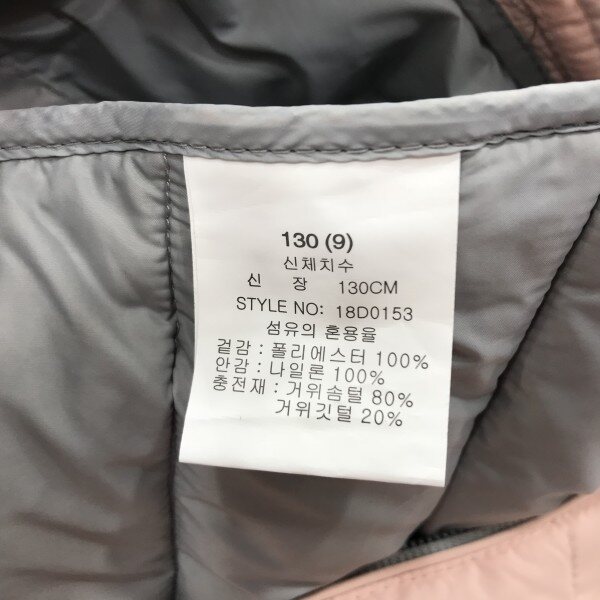 130 (9)
신체치수
신 장 130CM
STYLE NO: 18D0153
섬유의 혼용율
겉감 : 폴리에스터 100%
안감 : 나일론 100%
충전재 : 거위솜털 80%
거위깃털 20%